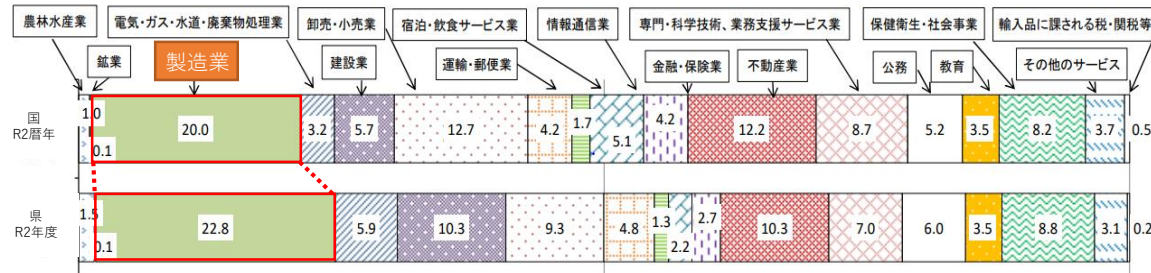 農林水産業 電気・ガス・水道・廃棄物処理業 卸売・小売業 宿泊・飲食サービス業 情報通信業 専門・科学技術、業務支援サービス業 保健衛生・社会事業 輸入品に課される税・関税等
鉱業 製造業 建設業 運輸・郵便業 金融・保険業 不動産業 公務 教育 その他のサービス
国
R2暦年
1.0 0.1 20.0 3.2 5.7 12.7 4.2 1.7 5.1 4.2 12.2 8.7 5.2 3.5 8.2 3.7 0.5
県
R2年度
1.5 0.1 22.8 5.9 10.3 9.3 4.8 1.3 2.2 2.7 10.3 7.0 6.0 3.5 8.8 3.1 0.2